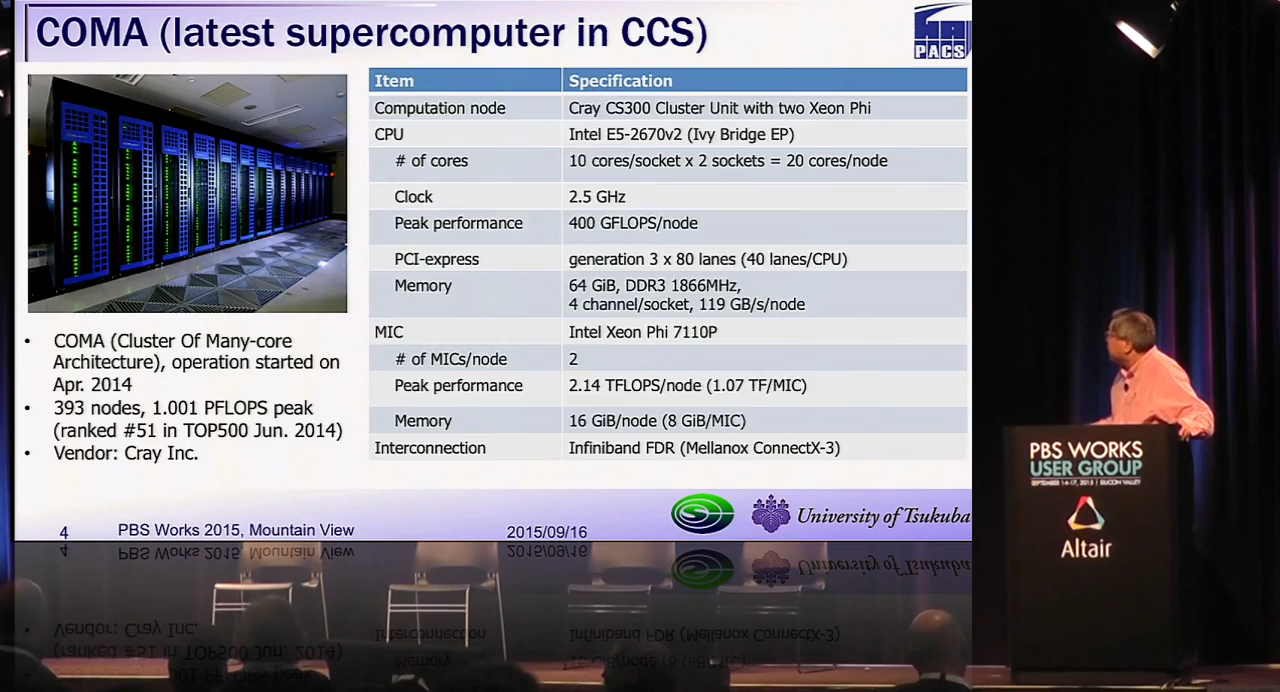 COMA (latest supercomputer in CCS)
PACS
Item Specification
Computation node Cray CS300 Cluster Unit with two Xeon Phi
CPU Intel E5-2670v2 (Ivy Bridge EP)
# of cores 10 cores/socket x 2 sockets = 20 cores/node
Clock 2.5 GHz
Peak performance 400 GFLOPS/node
PCI-express generation 3 x 80 lanes (40 lanes/CPU)
Memory 64 GiB, DDR3 1866MHz,
4 channel/socket, 119 GB/s/node
MIC Intel Xeon Phi 7110P
# of MICs/node 2
Peak performance 2.14 TFLOPS/node (1.07 TF/MIC)
Memory 16 GiB/node (8 GiB/MIC)
Interconnection Infiniband FDR (Mellanox ConnectX-3)
• COMA (Cluster Of Many-core
Architecture), operation started on
Apr. 2014
• 393 nodes, 1.001 PFLOPS peak
(ranked #51 in TOP500 Jun. 2014)
• Vendor: Cray Inc.
4 PBS Works 2015, Mountain View 2015/09/16
University of Tsukuba
PBS WORKS
USER GROUP
SEPTEMBER 14-17, 2015 | SILICON VALLEY
Altair